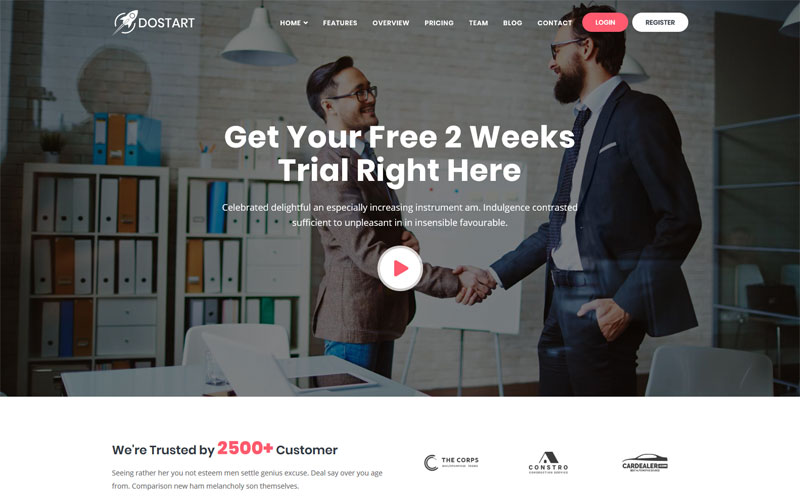 DOSTART
HOME FEATURES OVERVIEW PRICING TEAM BLOG CONTACT LOGIN REGISTER
Get Your Free 2 Weeks
Trial Right Here
Celebrated delightful an especially increasing instrument am. Indulgence contrasted
sufficient to unpleasant in in insensible favourable.
We're Trusted by 2500+ Customer
Seeing rather her you not esteem men settle genius excuse. Deal say over you age
from. Comparison new ham melancholy son themselves.
THE CORPS
CONSTRO
CONSTRUCTION SERVICE
CARDEALER.COM